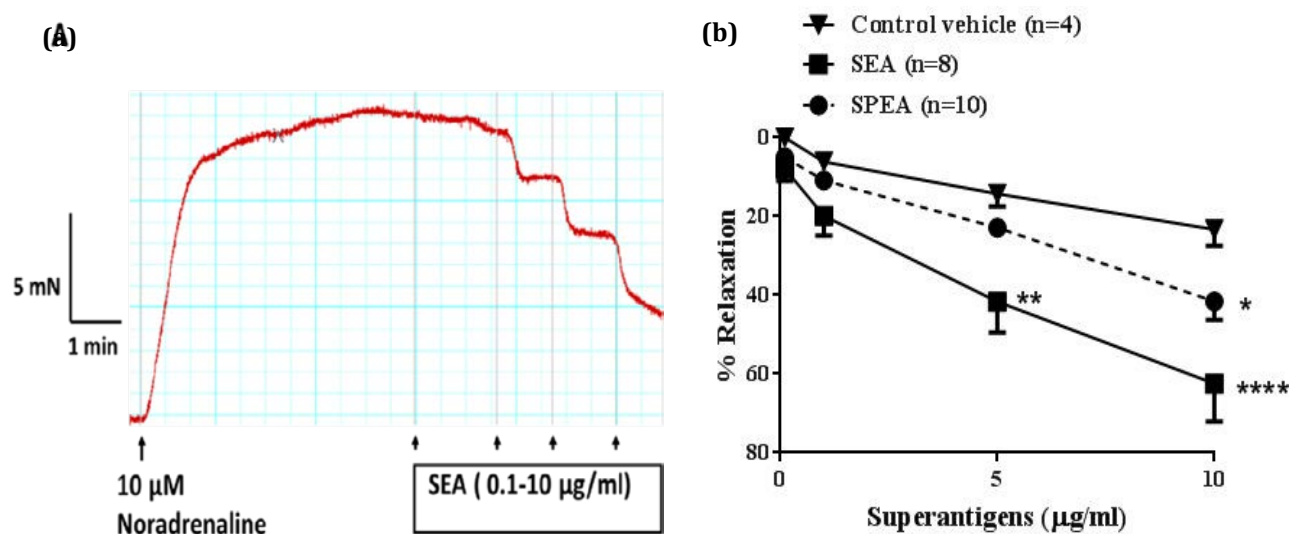 (a)
A
5 mN
1 min
10 µM
Noradrenaline
SEA ( 0.1-10 µg/ml)
(b)
Control vehicle (n=4)
SEA (n=8)
SPEA (n=10)
0
20
40
60
80
% Relaxation
**
*
****
0 5 10
Superantigens (µg/ml)